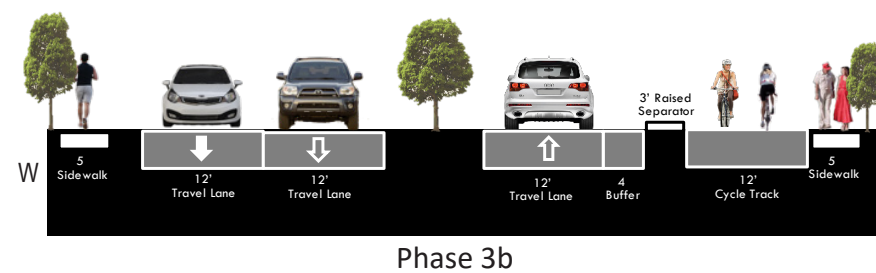 3' Raised
Separator
W
5
Sidewalk
12'
Travel Lane
12'
Travel Lane
12'
Travel Lane
4
Buffer
12'
Cycle Track
5
Sidewalk
Phase 3b